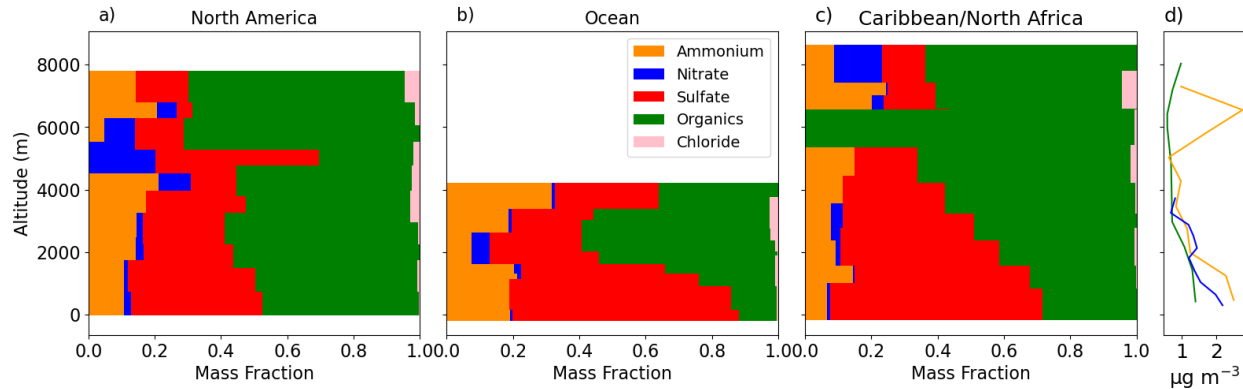 a) North America b) Ocean c) Caribbean/North Africa d)
Altitude (m)
8000
6000
4000
2000
0
Ammonium
Nitrate
Sulfate
Organics
Chloride
0.0 0.2 0.4 0.6 0.8 1.0
0.0 0.2 0.4 0.6 0.8 1.0
0.0 0.2 0.4 0.6 0.8 1.0
1 2
Mass Fraction Mass Fraction Mass Fraction μg m⁻³